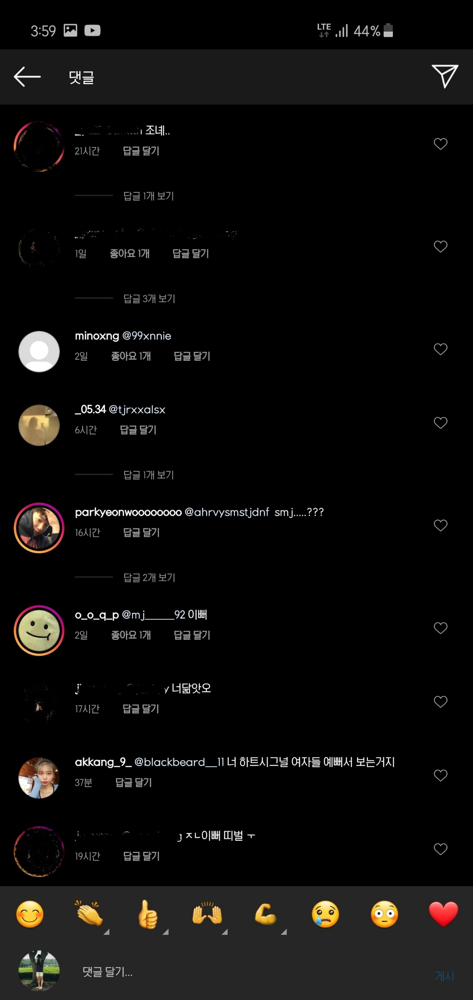 3:59 LTE 44%
댓글
조녜..
21시간 답글 달기
답글 1개 보기
1일 좋아요 1개 답글 달기
답글 3개 보기
minoxng @99xnnie
2일 좋아요 1개 답글 달기
_05.34 @tjrxxalsx
6시간 답글 달기
답글 1개 보기
parkyeonwoooooooo @ahrvysmstjdnf smj.....???
16시간 답글 달기
답글 2개 보기
o_o_q_p @mj_____92 이뻐
2일 좋아요 1개 답글 달기
너닮앗오
17시간 답글 달기
akkang_9_ @blackbeard__11 너 하트시그널 여자들 예뻐서 보는거지
37분 답글 달기
ㅈㄴ이뻐 띠벌 ㅜ
19시간 답글 달기
댓글 달기...
게시